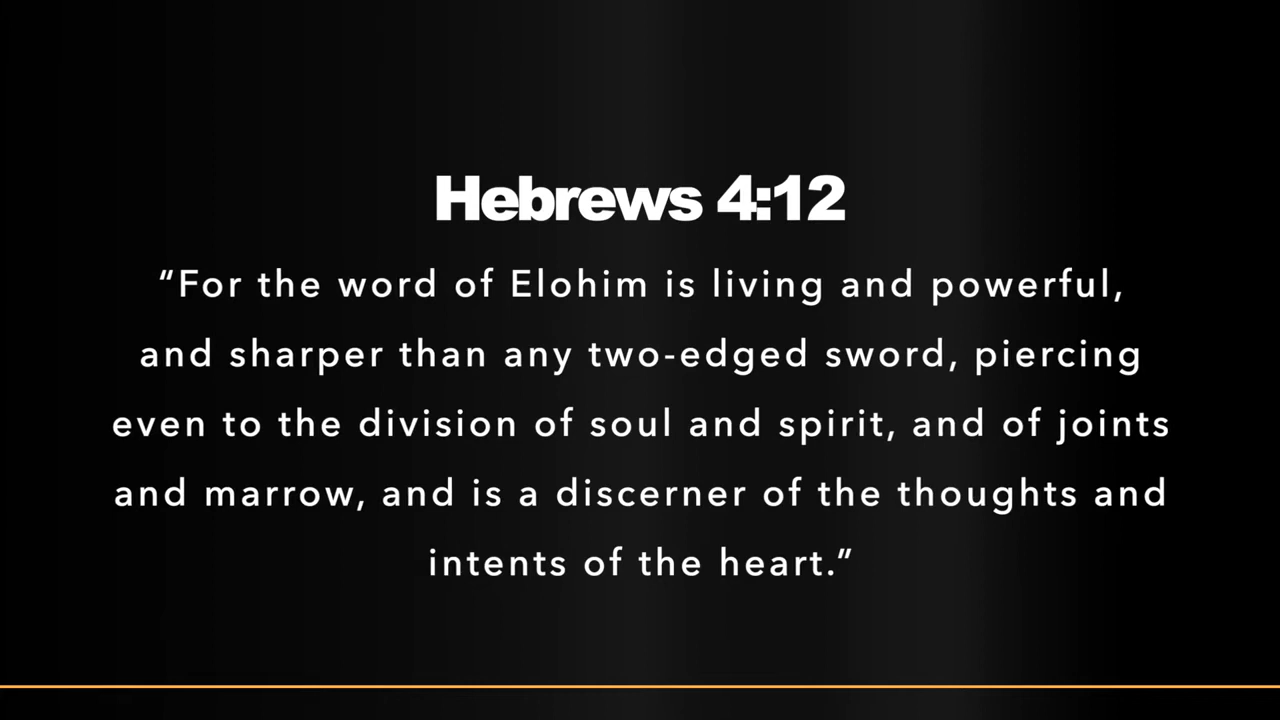 Hebrews 4:12
“For the word of Elohim is living and powerful,
and sharper than any two-edged sword, piercing
even to the division of soul and spirit, and of joints
and marrow, and is a discerner of the thoughts and
intents of the heart.”